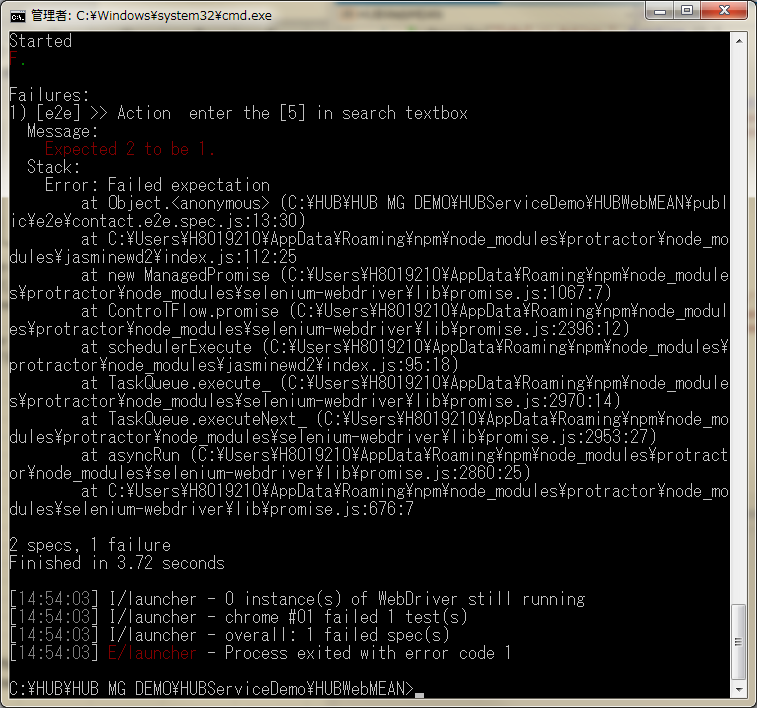 管理者: C:¥Windows¥system32¥cmd.exe
Started
F.
Failures:
1) [e2e] >> Action  enter the [5] in search textbox
  Message:
    Expected 2 to be 1.
  Stack:
    Error: Failed expectation
        at Object.<anonymous> (C:¥HUB¥HUB MG DEMO¥HUBServiceDemo¥HUBWebMEAN¥publ
ic¥e2e¥contact.e2e.spec.js:13:30)
        at C:¥Users¥H8019210¥AppData¥Roaming¥npm¥node_modules¥protractor¥node_mo
dules¥jasminewd2¥index.js:112:25
        at new ManagedPromise (C:¥Users¥H8019210¥AppData¥Roaming¥npm¥node_module
s¥protractor¥node_modules¥selenium-webdriver¥lib¥promise.js:1067:7)
        at ControlFlow.promise (C:¥Users¥H8019210¥AppData¥Roaming¥npm¥node_modul
es¥protractor¥node_modules¥selenium-webdriver¥lib¥promise.js:2396:12)
        at schedulerExecute (C:¥Users¥H8019210¥AppData¥Roaming¥npm¥node_modules¥
protractor¥node_modules¥jasminewd2¥index.js:95:18)
        at TaskQueue.execute_ (C:¥Users¥H8019210¥AppData¥Roaming¥npm¥node_module
s¥protractor¥node_modules¥selenium-webdriver¥lib¥promise.js:2970:14)
        at TaskQueue.executeNext_ (C:¥Users¥H8019210¥AppData¥Roaming¥npm¥node_mo
dules¥protractor¥node_modules¥selenium-webdriver¥lib¥promise.js:2953:27)
        at asyncRun (C:¥Users¥H8019210¥AppData¥Roaming¥npm¥node_modules¥protract
or¥node_modules¥selenium-webdriver¥lib¥promise.js:2860:25)
        at C:¥Users¥H8019210¥AppData¥Roaming¥npm¥node_modules¥protractor¥node_mo
dules¥selenium-webdriver¥lib¥promise.js:676:7
2 specs, 1 failure
Finished in 3.72 seconds
[14:54:03] I/launcher - 0 instance(s) of WebDriver still running
[14:54:03] I/launcher - chrome #01 failed 1 test(s)
[14:54:03] I/launcher - overall: 1 failed spec(s)
[14:54:03] E/launcher - Process exited with error code 1
C:¥HUB¥HUB MG DEMO¥HUBServiceDemo¥HUBWebMEAN>